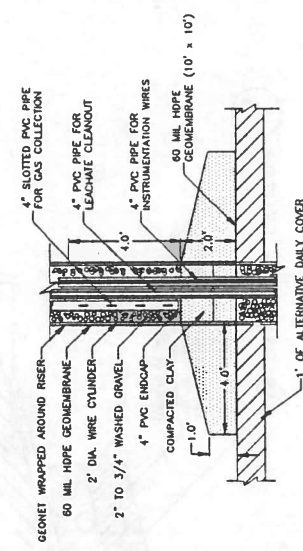 GEONET WRAPPED AROUND RISER
60 MIL HDPE GEOMEMBRANE
2' DIA. WIRE CYLINDER
2" TO 3/4" WASHED GRAVEL
4" PVC ENDCAP
COMPACTED CLAY
1.0'
4.0'
4.0'
2.0'
4" SLOTTED PVC PIPE
FOR GAS COLLECTION
4" PVC PIPE FOR
LEACHATE CLEANOUT
4" PVC PIPE FOR
INSTRUMENTATION WIRES
60 MIL HDPE
GEOMEMBRANE (10' x 10')
1' OF ALTERNATIVE DAILY COVER